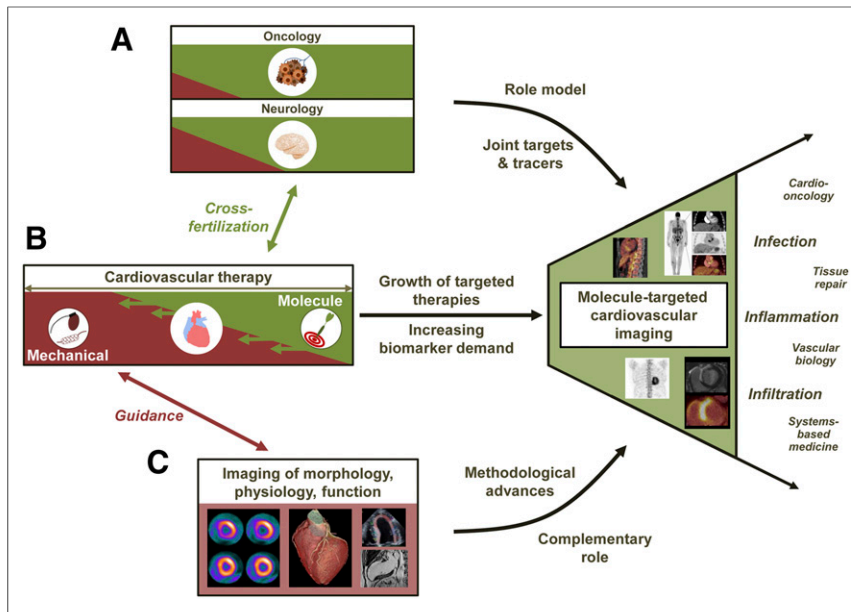 A
Oncology
Neurology
Role model
Joint targets
& tracers
Cross-
fertilization
B
Cardiovascular therapy
Molecule
Mechanical
Growth of targeted
therapies
Increasing
biomarker demand
Molecule-targeted
cardiovascular
imaging
Cardio-
oncology
Infection
Tissue
repair
Inflammation
Vascular
biology
Infiltration
Systems-
based
medicine
Guidance
C
Imaging of morphology,
physiology, function
Methodological
advances
Complementary
role